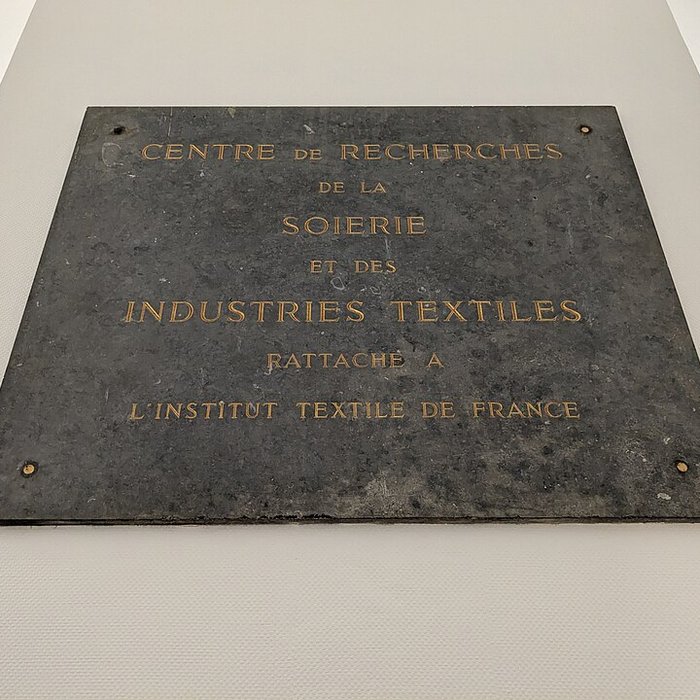 CENTRE DE RECHERCHES
DE LA
SOIERIE
ET DES
INDUSTRIES TEXTILES
RATTACHÉ A
L'INSTITUT TEXTILE DE FRANCE